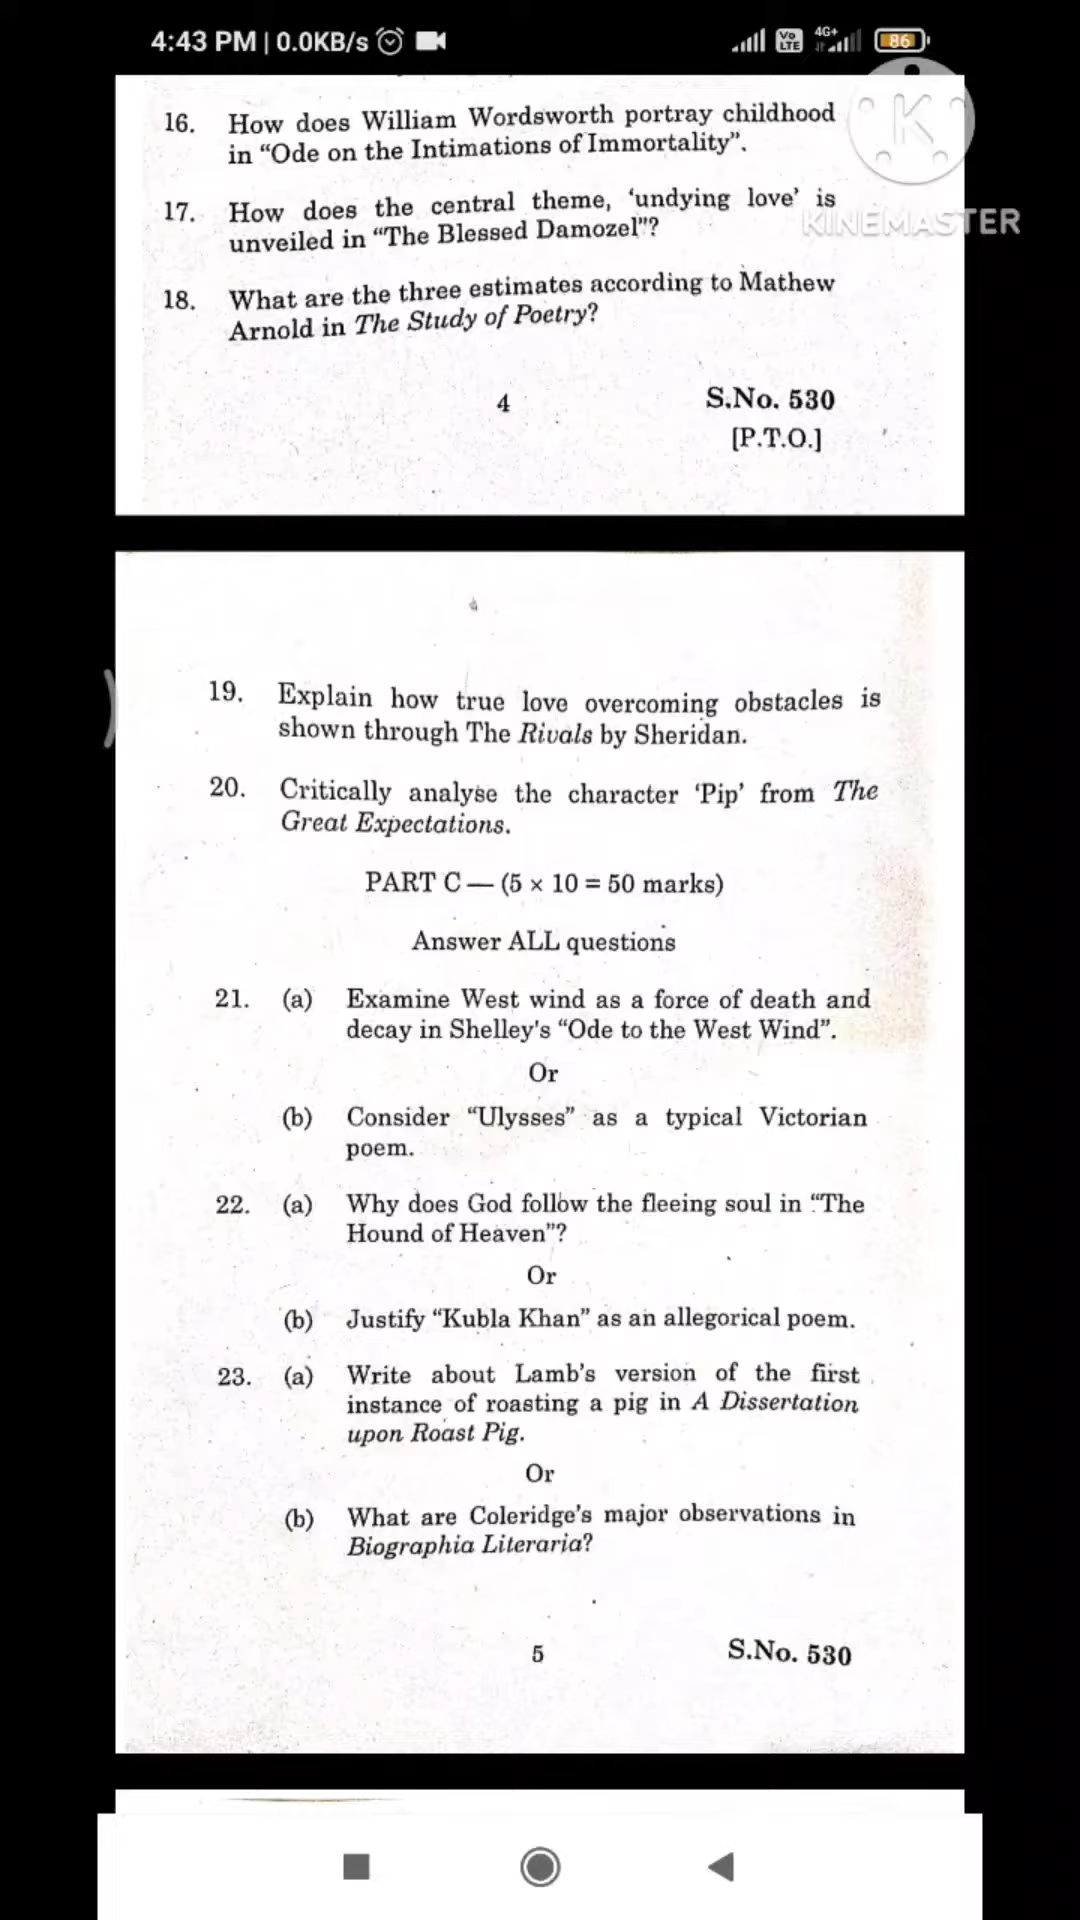 4:43 PM | 0.0KB/s
Vo LTE 4G+ 86
K
KINEMASTER
16. How does William Wordsworth portray childhood
in “Ode on the Intimations of Immortality”.
17. How does the central theme, ‘undying love’ is
unveiled in “The Blessed Damozel”?
18. What are the three estimates according to Mathew
Arnold in The Study of Poetry?
4 S.No. 530
[P.T.O.]
19. Explain how true love overcoming obstacles is
shown through The Rivals by Sheridan.
20. Critically analyse the character ‘Pip’ from The
Great Expectations.
PART C — (5 × 10 = 50 marks)
Answer ALL questions
21. (a) Examine West wind as a force of death and
decay in Shelley's “Ode to the West Wind”.
Or
(b) Consider “Ulysses” as a typical Victorian
poem.
22. (a) Why does God follow the fleeing soul in “The
Hound of Heaven”?
Or
(b) Justify “Kubla Khan” as an allegorical poem.
23. (a) Write about Lamb’s version of the first
instance of roasting a pig in A Dissertation
upon Roast Pig.
Or
(b) What are Coleridge’s major observations in
Biographia Literaria?
5 S.No. 530